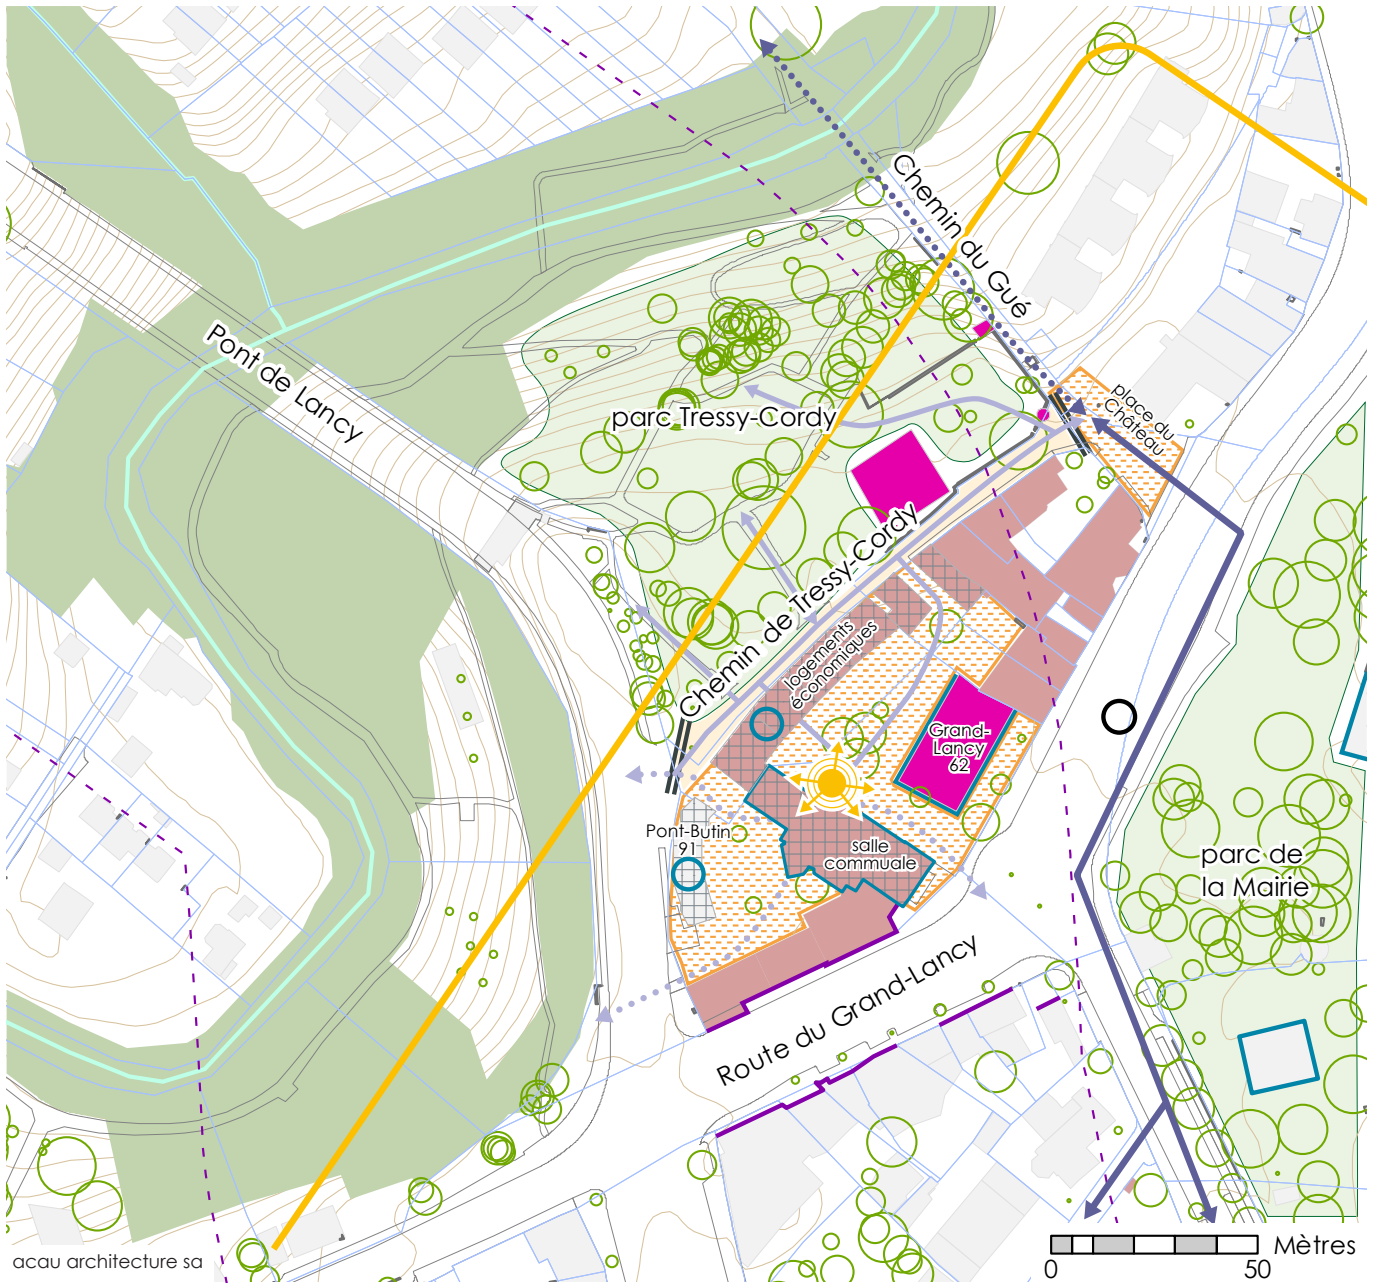 Chemin du Gué
Pont de Lancy
place du
Château
parc Tressy-Cordy
Chemin de Tressy-Cordy
logements
économiques
Grand-
Lancy
62
Pont-Butin
91
salle
commuale
parc de
la Mairie
Route du Grand-Lancy
acau architecture sa
Mètres
0 50